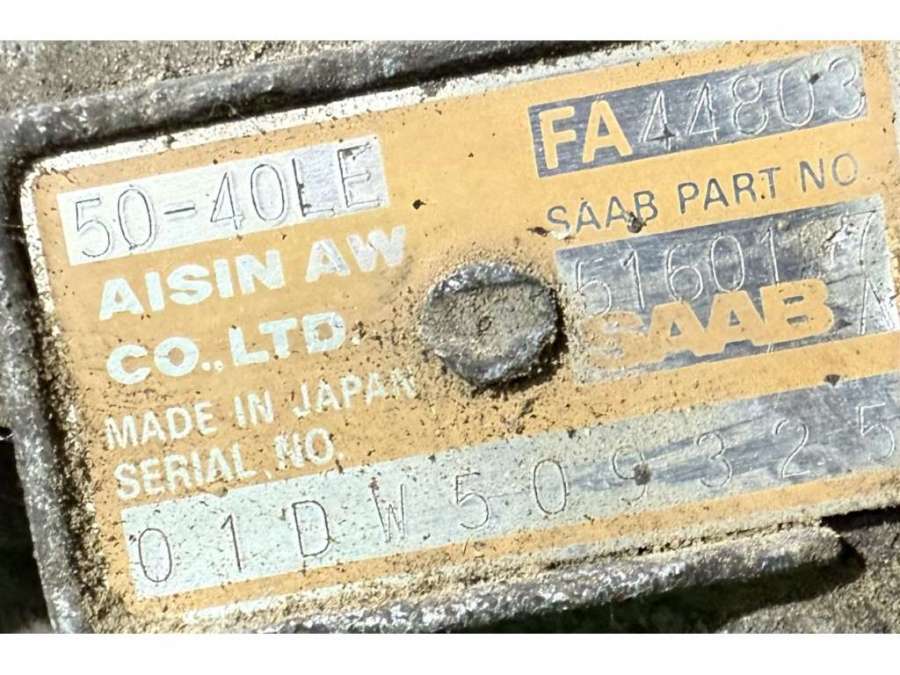 50-40LE
AISIN AW
CO.,LTD.
MADE IN JAPAN
SERIAL NO.
01DW509325
FA44803
SAAB PART NO
SAAB